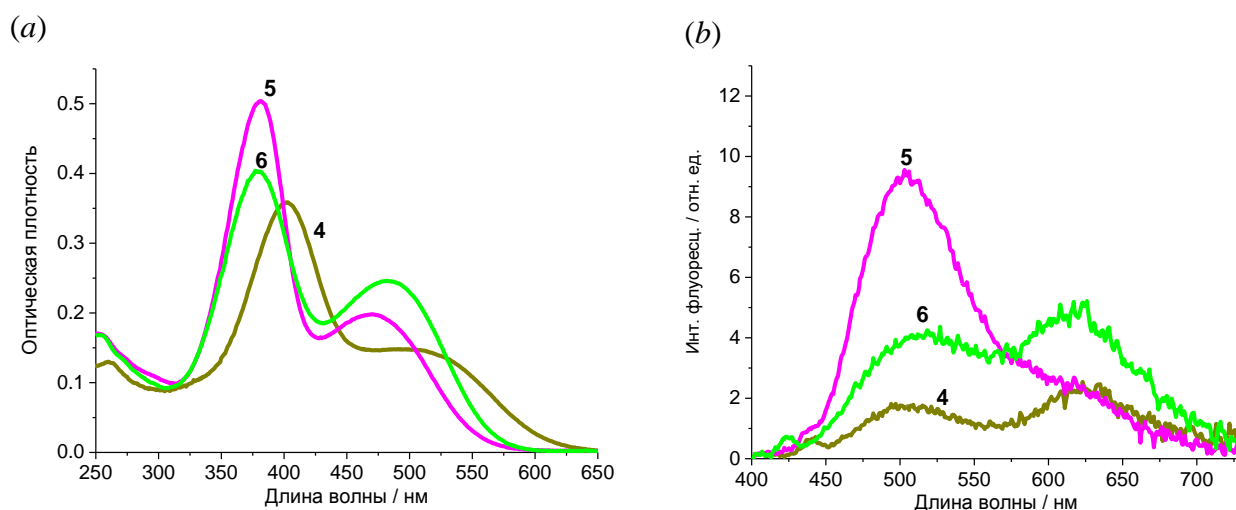 (a)
(b)
Оптическая плотность
0.5
0.4
0.3
0.2
0.1
0.0
5
6
4
250 300 350 400 450 500 550 600 650
Длина волны / нм
Инт. флуоресц. / отн. ед.
12
10
8
6
4
2
0
5
6
4
400 450 500 550 600 650 700
Длина волны / нм